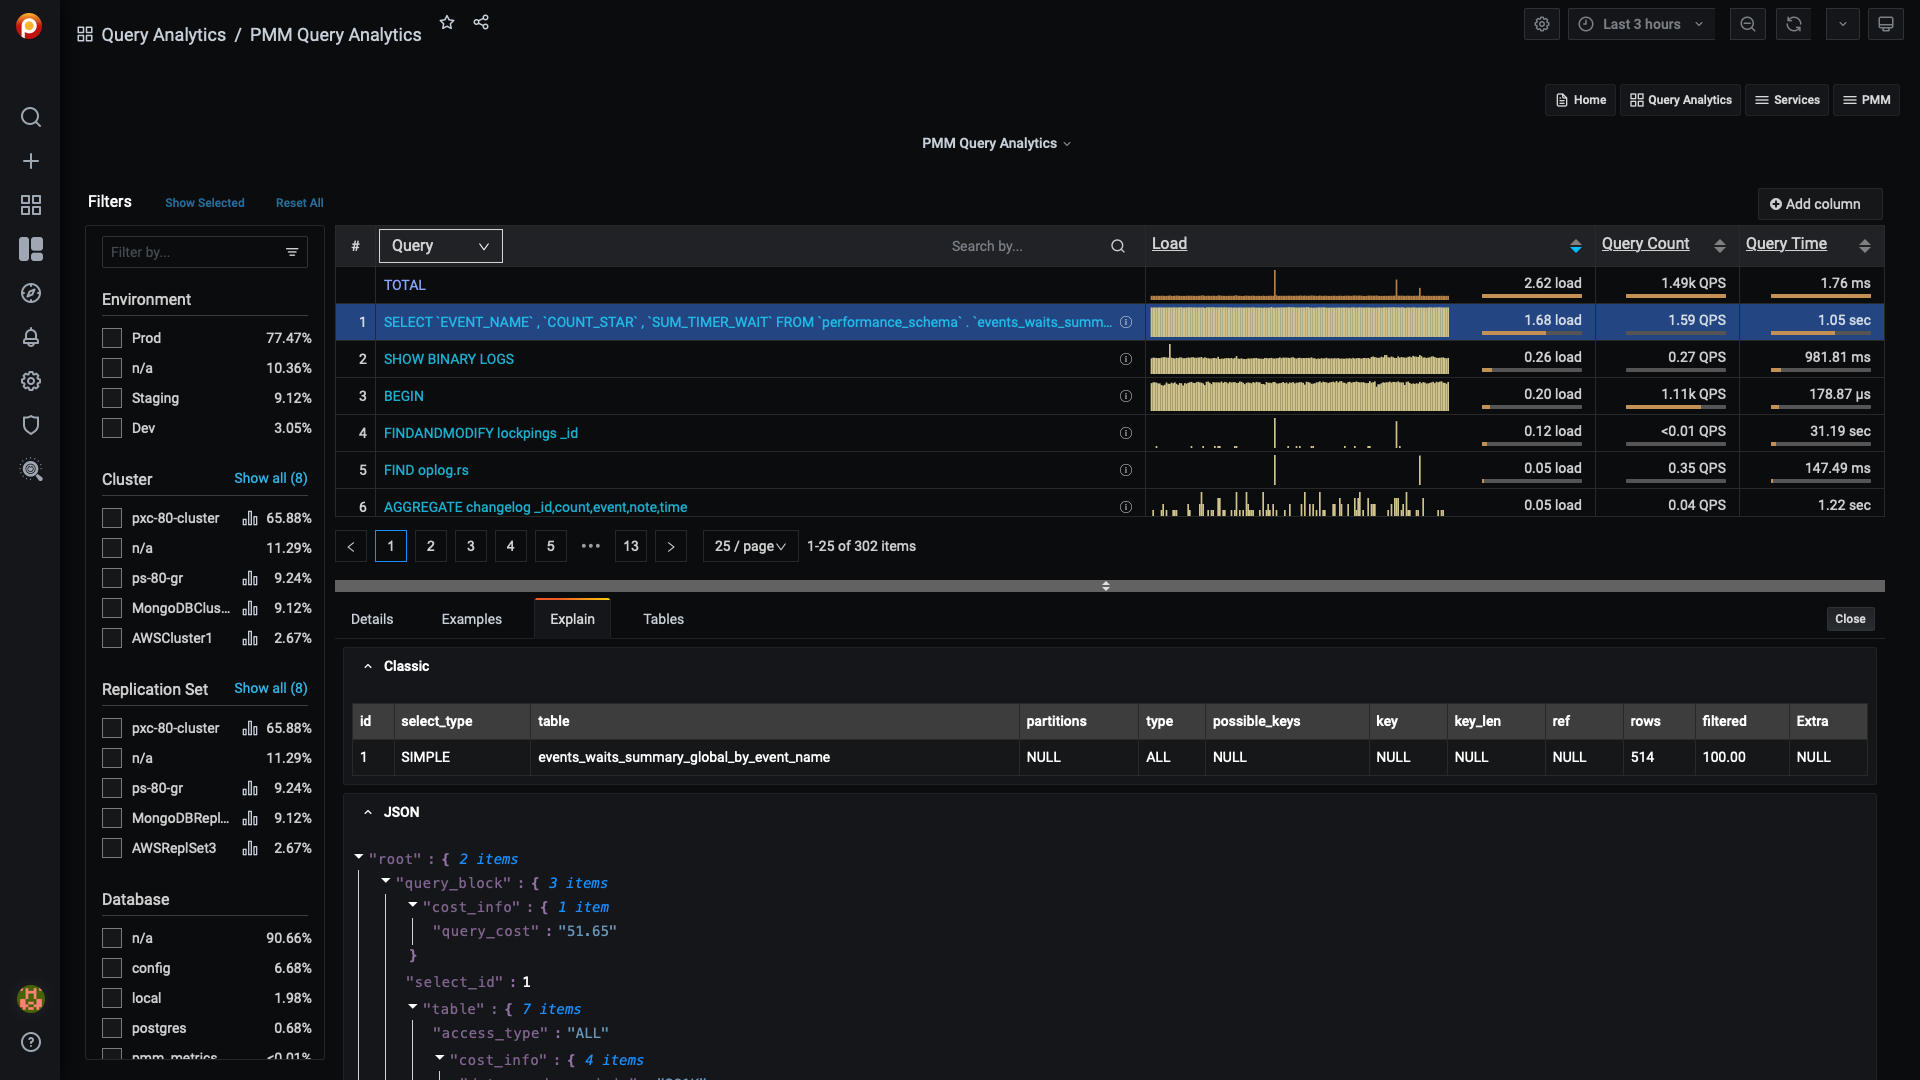 Query Analytics / PMM Query Analytics
Last 3 hours
Home
Query Analytics
Services
PMM
PMM Query Analytics
Filters
Show Selected
Reset All
Add column
Filter by...
Environment
Prod 77.47%
n/a 10.36%
Staging 9.12%
Dev 3.05%
Cluster Show all (8)
pxc-80-cluster 65.88%
n/a 11.29%
ps-80-gr 9.24%
MongoDBClus... 9.12%
AWSCluster1 2.67%
Replication Set Show all (8)
pxc-80-cluster 65.88%
n/a 11.29%
ps-80-gr 9.24%
MongoDBRepl... 9.12%
AWSReplSet3 2.67%
Database
n/a 90.66%
config 6.68%
local 1.98%
postgres 0.68%
pmm_metrics <0.01%
# Query Search by... Load Query Count Query Time
TOTAL 2.62 load 1.49k QPS 1.76 ms
1 SELECT `EVENT_NAME` , `COUNT_STAR` , `SUM_TIMER_WAIT` FROM `performance_schema` . `events_waits_summ... 1.68 load 1.59 QPS 1.05 sec
2 SHOW BINARY LOGS 0.26 load 0.27 QPS 981.81 ms
3 BEGIN 0.20 load 1.11k QPS 178.87 µs
4 FINDANDMODIFY lockpings _id 0.12 load <0.01 QPS 31.19 sec
5 FIND oplog.rs 0.05 load 0.35 QPS 147.49 ms
6 AGGREGATE changelog _id,count,event,note,time 0.05 load 0.04 QPS 1.22 sec
< 1 2 3 4 5 ••• 13 > 25 / page 1-25 of 302 items
Details Examples Explain Tables Close
Classic
id select_type table partitions type possible_keys key key_len ref rows filtered Extra
1 SIMPLE events_waits_summary_global_by_event_name NULL ALL NULL NULL NULL NULL 514 100.00 NULL
JSON
"root" : { 2 items
"query_block" : { 3 items
"cost_info" : { 1 item
"query_cost" : "51.65"
}
"select_id" : 1
"table" : { 7 items
"access_type" : "ALL"
"cost_info" : { 4 items